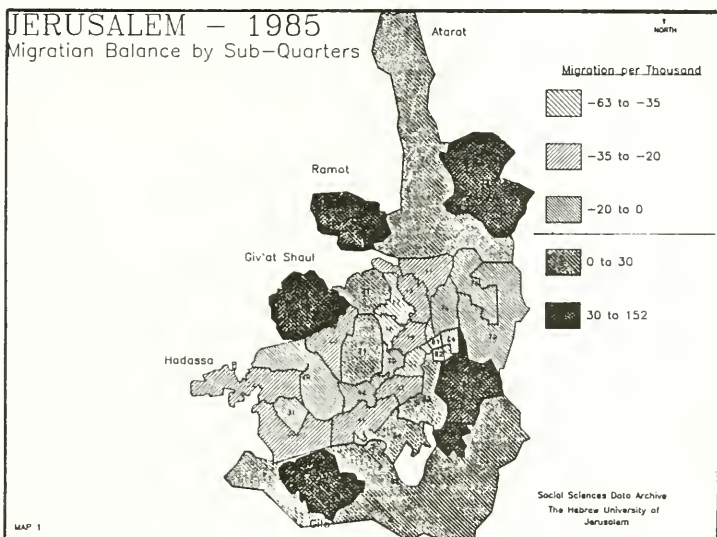 JERUSALEM - 1985
Migration Balance by Sub-Quarters
Atarat
NORTH
Migration per Thousand
-63 to -35
-35 to -20
-20 to 0
0 to 30
30 to 152
Ramot
Giv'at Shaul
Hadassa
Gilo
Social Sciences Data Archive
The Hebrew University of
Jerusalem
MAP 1